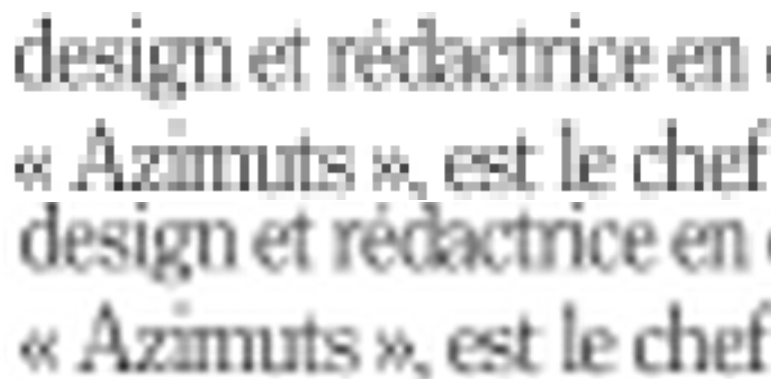 design et rédactrice en
« Azimuts », est le chef
design et rédactrice en
« Azimuts », est le chef